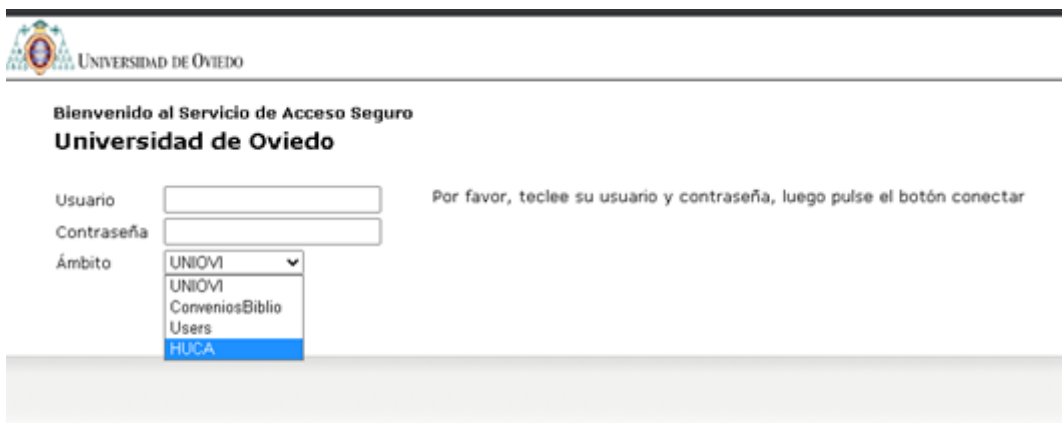 UNIVERSIDAD DE OVIEDO
Bienvenido al Servicio de Acceso Seguro
Universidad de Oviedo
Usuario
Por favor, teclee su usuario y contraseña, luego pulse el botón conectar
Contraseña
Ámbito UNIOVI
UNIOVI
ConveniosBiblio
Users
HUCA